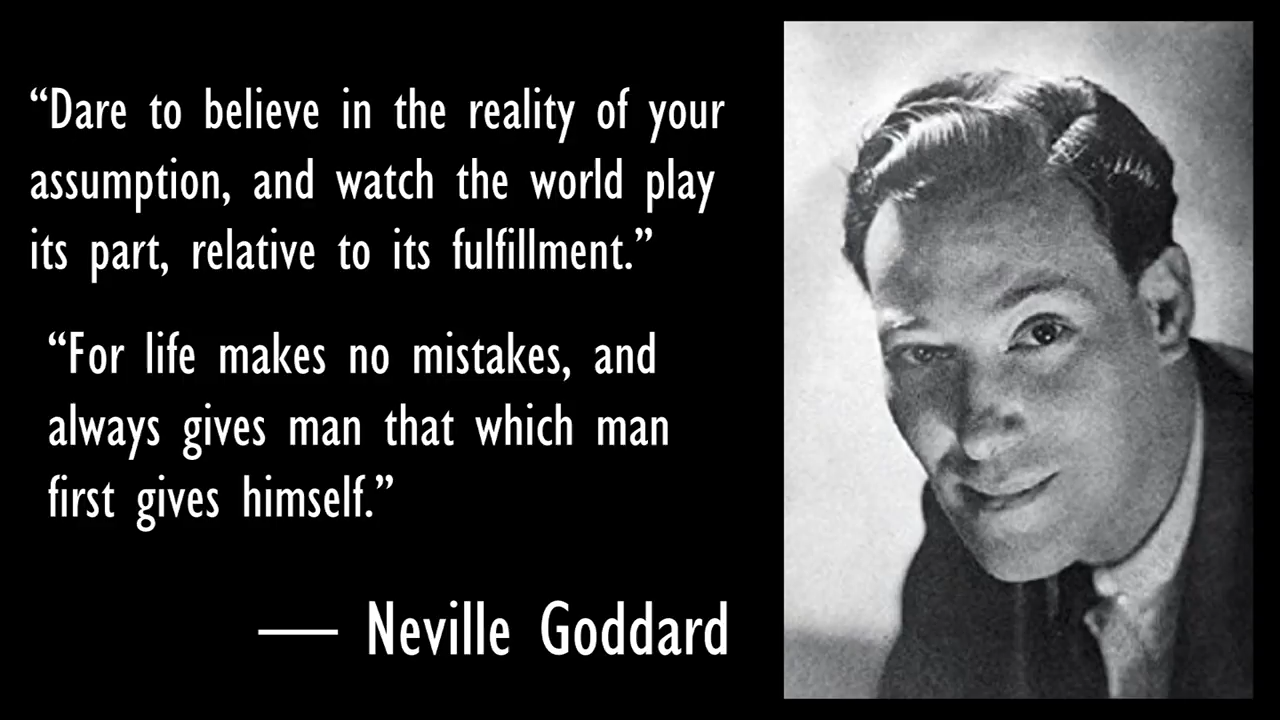 “Dare to believe in the reality of your
assumption, and watch the world play
its part, relative to its fulfillment.”
“For life makes no mistakes, and
always gives man that which man
first gives himself.”
— Neville Goddard